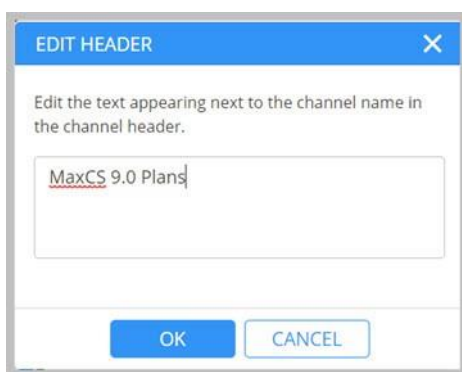 EDIT HEADER
Edit the text appearing next to the channel name in
the channel header.
MaxCS 9.0 Plans
OK
CANCEL